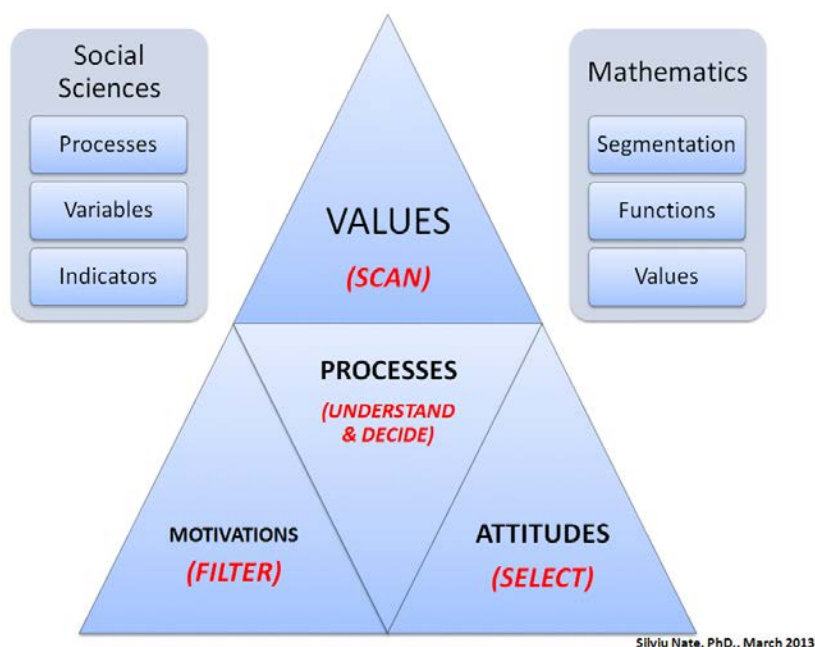 Social
Sciences
Processes
Variables
Indicators
Mathematics
Segmentation
Functions
Values
VALUES
(SCAN)
PROCESSES
(UNDERSTAND
& DECIDE)
MOTIVATIONS
(FILTER)
ATTITUDES
(SELECT)
Silviu Nate, PhD., March 2013